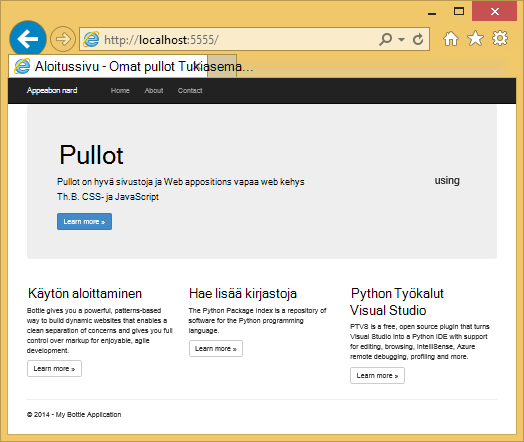 http://localhost:5555/
Aloitussivu - Omat pullot Tukiasema...
Appeabon nard Home About Contact
Pullot
Pullot on hyvä sivustoja ja Web appositions vapaa web kehys using
Th.B. CSS- ja JavaScript
Learn more »
Käytön aloittaminen
Bottle gives you a powerful, patterns-based
way to build dynamic websites that enables a
clean separation of concerns and gives you full
control over markup for enjoyable, agile
development.
Learn more »
Hae lisää kirjastoja
The Python Package Index is a repository of
software for the Python programming
language.
Learn more »
Python Työkalut
Visual Studio
PTVS is a free, open source plugin that turns
Visual Studio into a Python IDE with support
for editing, browsing, IntelliSense, Azure
remote debugging, profiling and more.
Learn more »
© 2014 - My Bottle Application